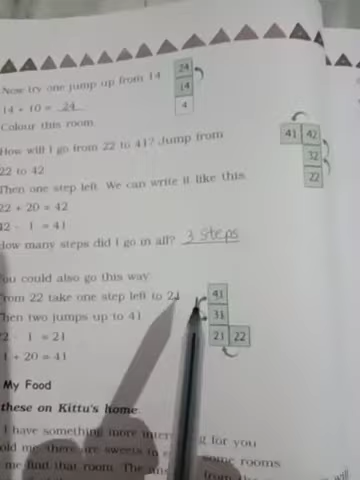 24
Now try one jump up from 14
14
14 + 10 = 24
4
Colour this room.
How will I go from 22 to 41? Jump from
41 42
22 to 42
32
Then one step left. We can write it like this.
22
22 + 20 = 42
42 - 1 = 41
How many steps did I go in all? 3 steps
You could also go this way
From 22 take one step left to 21
41
Then two jumps up to 41
31
22 - 1 = 21
21 22
21 + 20 = 41
My Food
these on Kittu's home.
I have something more g for you
old me there are sweets in some rooms
me find that room. The from the will